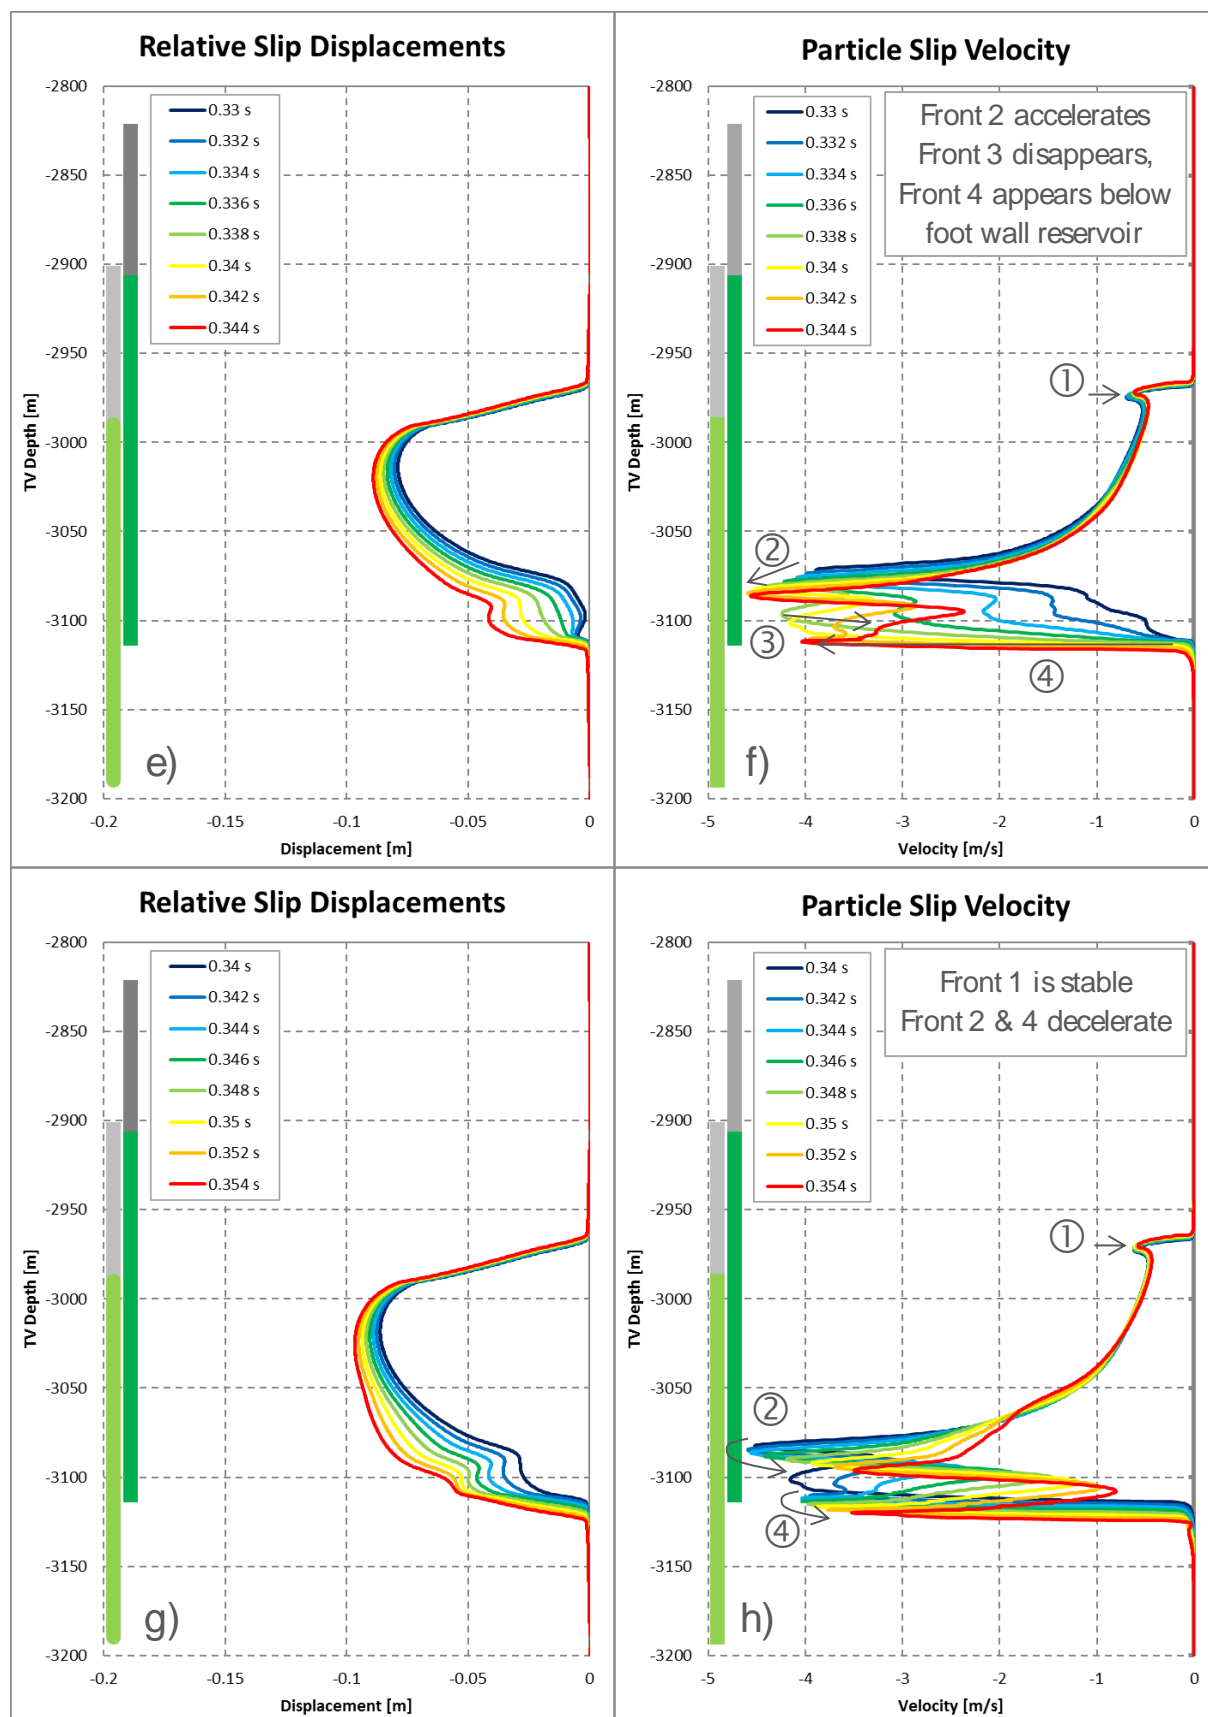 Relative Slip Displacements
-2800
-2850
-2900
-2950
-3000
-3050
-3100
-3150
-3200
TV Depth [m]
0.33 s
0.332 s
0.334 s
0.336 s
0.338 s
0.34 s
0.342 s
0.344 s
e)
-0.2
-0.15
-0.1
-0.05
0
Displacement [m]
Particle Slip Velocity
-2800
-2850
-2900
-2950
-3000
-3050
-3100
-3150
-3200
TV Depth [m]
0.33 s
0.332 s
0.334 s
0.336 s
0.338 s
0.34 s
0.342 s
0.344 s
Front 2 accelerates
Front 3 disappears,
Front 4 appears below
foot wall reservoir
①
②
③
④
f)
-5
-4
-3
-2
-1
0
Velocity [m/s]
Relative Slip Displacements
-2800
-2850
-2900
-2950
-3000
-3050
-3100
-3150
-3200
TV Depth [m]
0.34 s
0.342 s
0.344 s
0.346 s
0.348 s
0.35 s
0.352 s
0.354 s
g)
-0.2
-0.15
-0.1
-0.05
0
Displacement [m]
Particle Slip Velocity
-2800
-2850
-2900
-2950
-3000
-3050
-3100
-3150
-3200
TV Depth [m]
0.34 s
0.342 s
0.344 s
0.346 s
0.348 s
0.35 s
0.352 s
0.354 s
Front 1 is stable
Front 2 & 4 decelerate
①
②
④
h)
-5
-4
-3
-2
-1
0
Velocity [m/s]